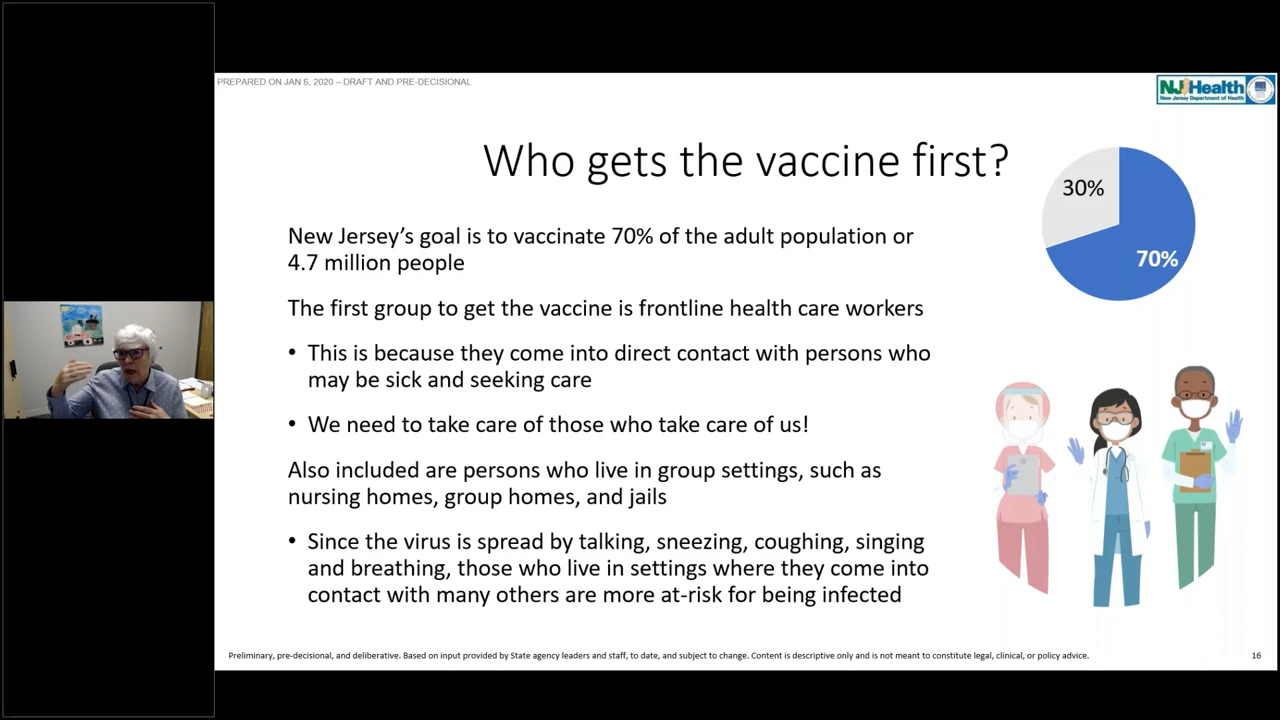 PREPARED ON JAN 6, 2020 – DRAFT AND PRE-DECISIONAL
NJ Health
New Jersey Department of Health
Who gets the vaccine first?
30%
70%
New Jersey’s goal is to vaccinate 70% of the adult population or
4.7 million people
The first group to get the vaccine is frontline health care workers
• This is because they come into direct contact with persons who
may be sick and seeking care
• We need to take care of those who take care of us!
Also included are persons who live in group settings, such as
nursing homes, group homes, and jails
• Since the virus is spread by talking, sneezing, coughing, singing
and breathing, those who live in settings where they come into
contact with many others are more at-risk for being infected
Preliminary, pre-decisional, and deliberative. Based on input provided by State agency leaders and staff, to date, and subject to change. Content is descriptive only and is not meant to constitute legal, clinical, or policy advice.
16